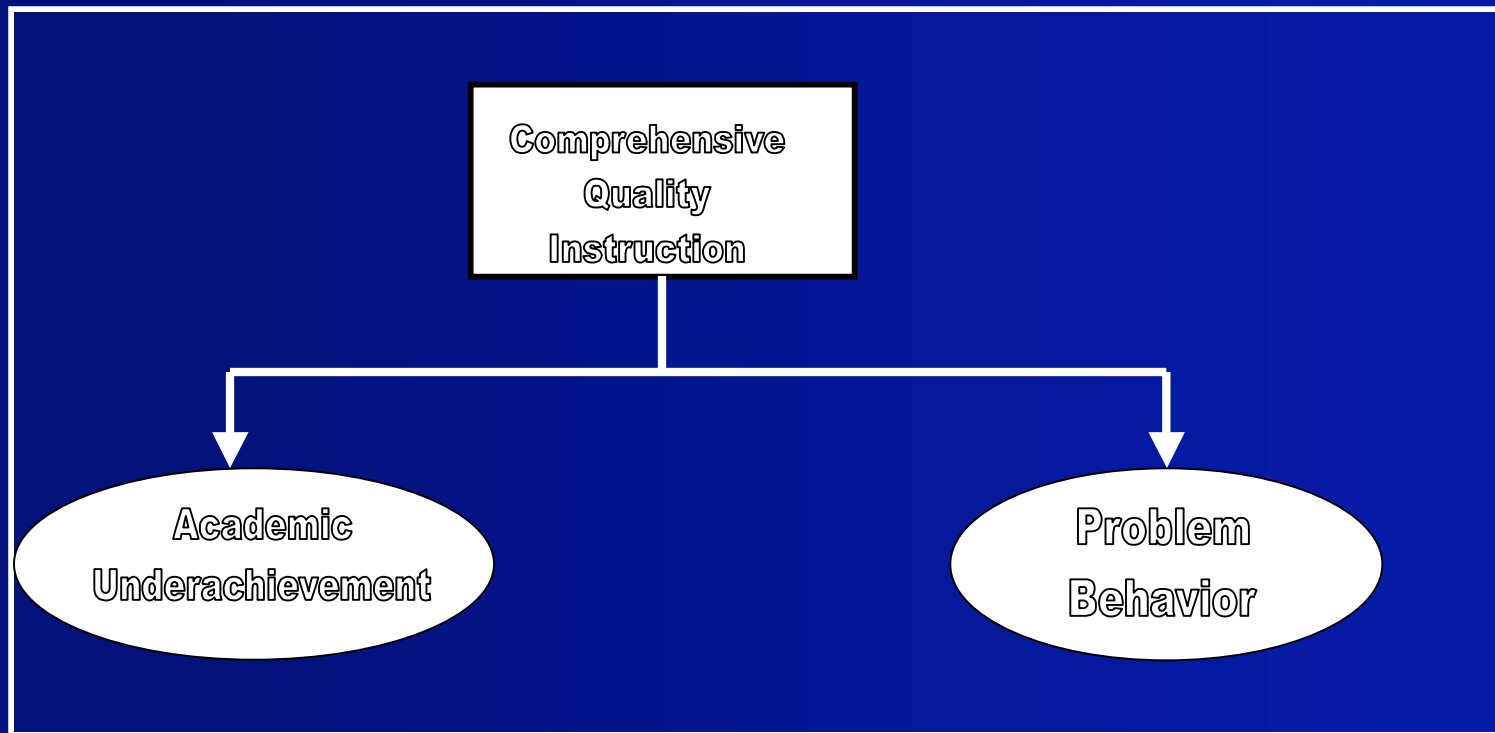 Comprehensive
Quality
Instruction
Academic
Underachievement
Problem
Behavior